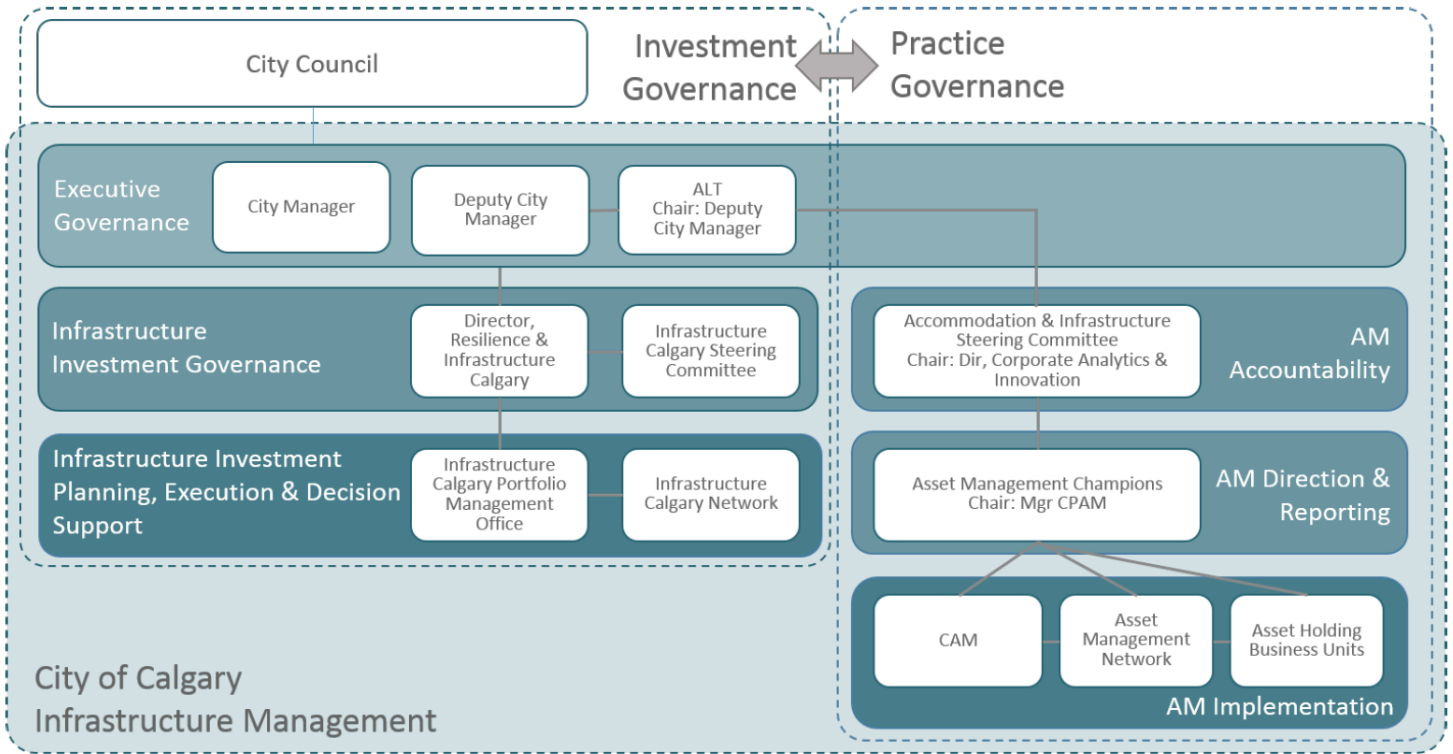 City Council
Investment
Governance
Practice
Governance
Executive
Governance
City Manager
Deputy City
Manager
ALT
Chair: Deputy
City Manager
Infrastructure
Investment Governance
Director,
Resilience &
Infrastructure
Calgary
Infrastructure
Calgary Steering
Committee
Accommodation & Infrastructure
Steering Committee
Chair: Dir, Corporate Analytics &
Innovation
AM
Accountability
Infrastructure Investment
Planning, Execution & Decision
Support
Infrastructure
Calgary Portfolio
Management
Office
Infrastructure
Calgary Network
Asset Management Champions
Chair: Mgr CPAM
AM Direction &
Reporting
CAM
Asset
Management
Network
Asset Holding
Business Units
AM Implementation
City of Calgary
Infrastructure Management